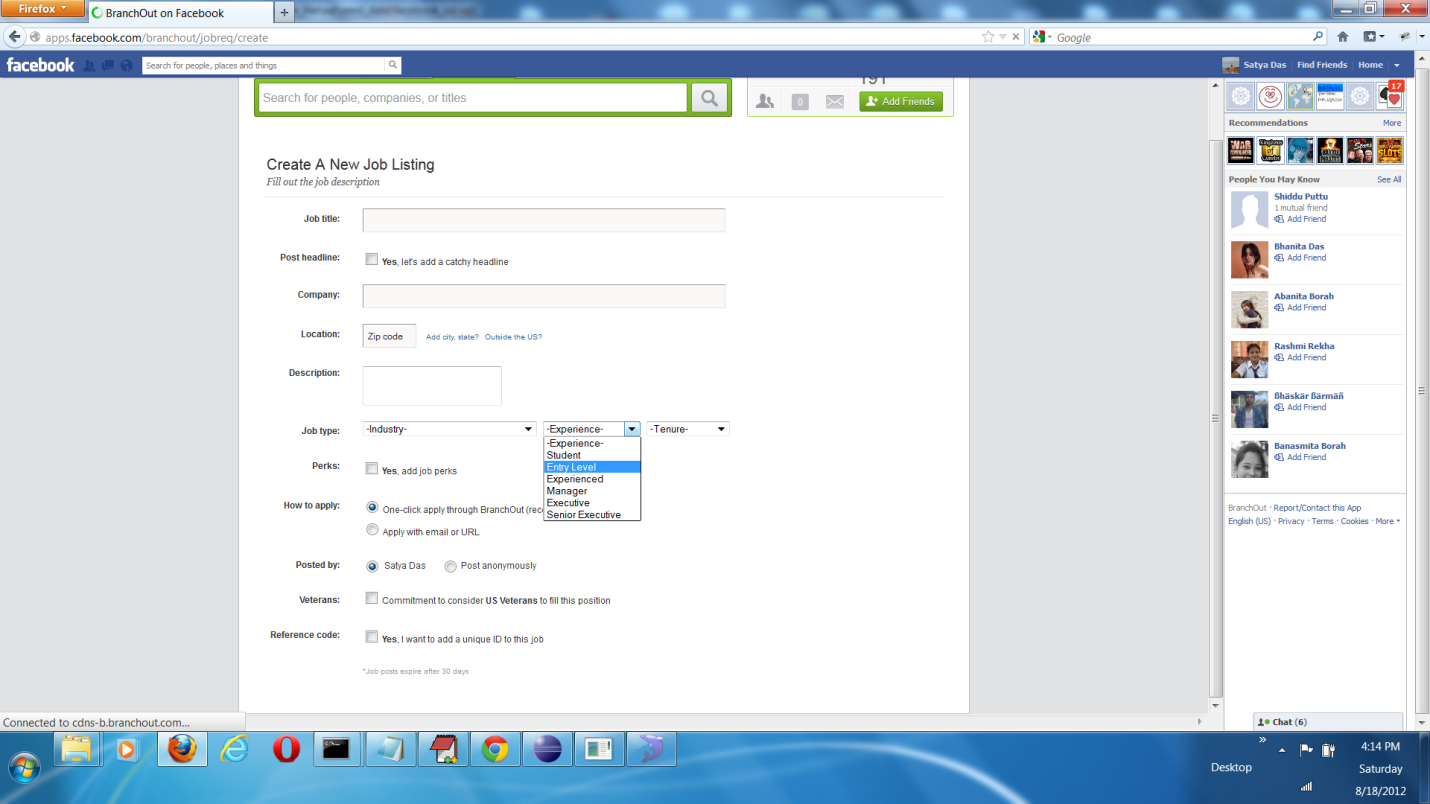 Firefox
BranchOut on Facebook
apps.facebook.com/branchout/jobreq/create
Google
facebook
Search for people, places and things
Satya Das
Find Friends
Home
Search for people, companies, or titles
191
0
Add Friends
17
Recommendations
More
Create A New Job Listing
Fill out the job description
Job title:
Post headline:
Yes, let's add a catchy headline
Company:
Location:
Zip code
Add city, state?
Outside the US?
Description:
Job type:
-Industry-
-Experience-
-Tenure-
-Experience-
Student
Entry Level
Experienced
Manager
Executive
Senior Executive
Perks:
Yes, add job perks
How to apply:
One-click apply through BranchOut (rec
Apply with email or URL
Posted by:
Satya Das
Post anonymously
Veterans:
Commitment to consider US Veterans to fill this position
Reference code:
Yes, I want to add a unique ID to this job
*Job posts expire after 30 days
People You May Know
See All
Shiddu Puttu
1 mutual friend
Add Friend
Bhanita Das
Add Friend
Abanita Borah
Add Friend
Rashmi Rekha
Add Friend
ßhäskär ßärmäñ
Add Friend
Banasmita Borah
Add Friend
BranchOut · Report/Contact this App
English (US) · Privacy · Terms · Cookies · More
Chat (6)
Connected to cdns-b.branchout.com...
Desktop
4:14 PM
Saturday
8/18/2012